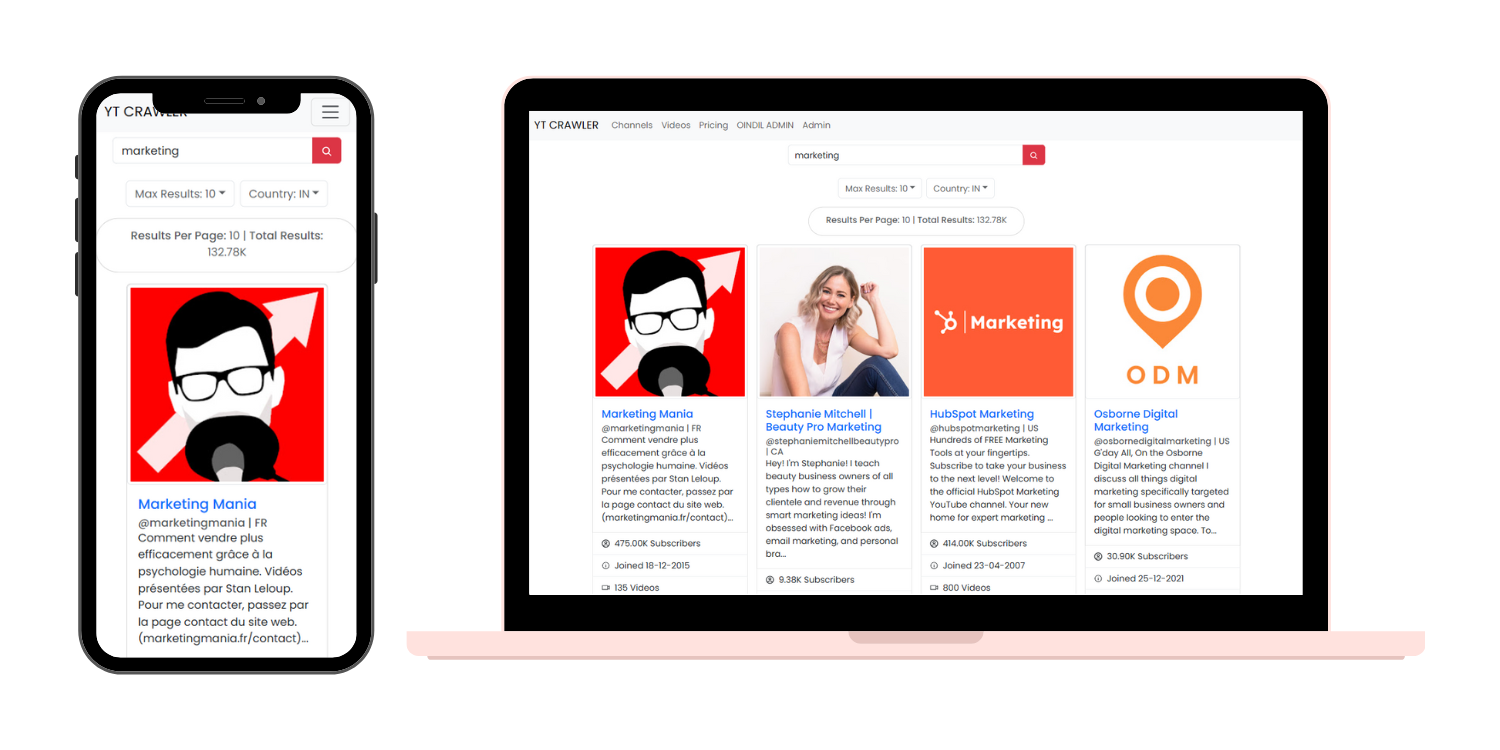 YT CRAWLER
marketing
Max Results: 10
Country: IN
Results Per Page: 10 | Total Results:
132.78K
Marketing Mania
@marketingmania | FR
Comment vendre plus
efficacement grâce à la
psychologie humaine. Vidéos
présentées par Stan Leloup.
Pour me contacter, passez par
la page contact du site web.
(marketingmania.fr/contact)...
YT CRAWLER Channels Videos Pricing OINDIL ADMIN Admin
marketing
Max Results: 10
Country: IN
Results Per Page: 10 | Total Results: 132.78K
Marketing Mania
@marketingmania | FR
Comment vendre plus
efficacement grâce à la
psychologie humaine. Vidéos
présentées par Stan Leloup.
Pour me contacter, passez par
la page contact du site web.
(marketingmania.fr/contact)...
475.00K Subscribers
Joined 18-12-2015
135 Videos
Stephanie Mitchell |
Beauty Pro Marketing
@stephaniemitchellbeautypro
| CA
Hey! I'm Stephanie! I teach
beauty business owners of all
types how to grow their
clientele and revenue through
smart marketing ideas! I'm
obsessed with Facebook ads,
email marketing, and personal
bra...
9.38K Subscribers
Marketing
HubSpot Marketing
@hubspotmarketing | US
Hundreds of FREE Marketing
Tools at your fingertips.
Subscribe to take your business
to the next level! Welcome to
the official HubSpot Marketing
YouTube channel. Your new
home for expert marketing ...
414.00K Subscribers
Joined 23-04-2007
800 Videos
ODM
Osborne Digital
Marketing
@osbornedigitalmarketing | US
G'day All, On the Osborne
Digital Marketing channel I
discuss all things digital
marketing specifically targeted
for small business owners and
people looking to enter the
digital marketing space. To...
30.90K Subscribers
Joined 25-12-2021